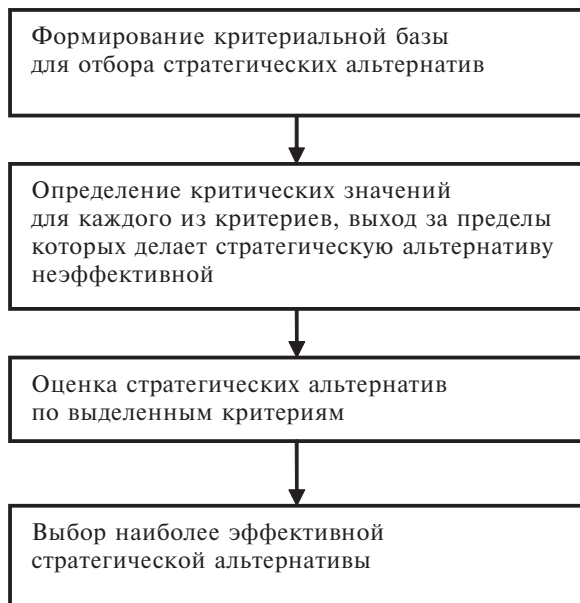 Формирование критериальной базы
для отбора стратегических альтернатив
Определение критических значений
для каждого из критериев, выход за пределы
которых делает стратегическую альтернативу
неэффективной
Оценка стратегических альтернатив
по выделенным критериям
Выбор наиболее эффективной
стратегической альтернативы